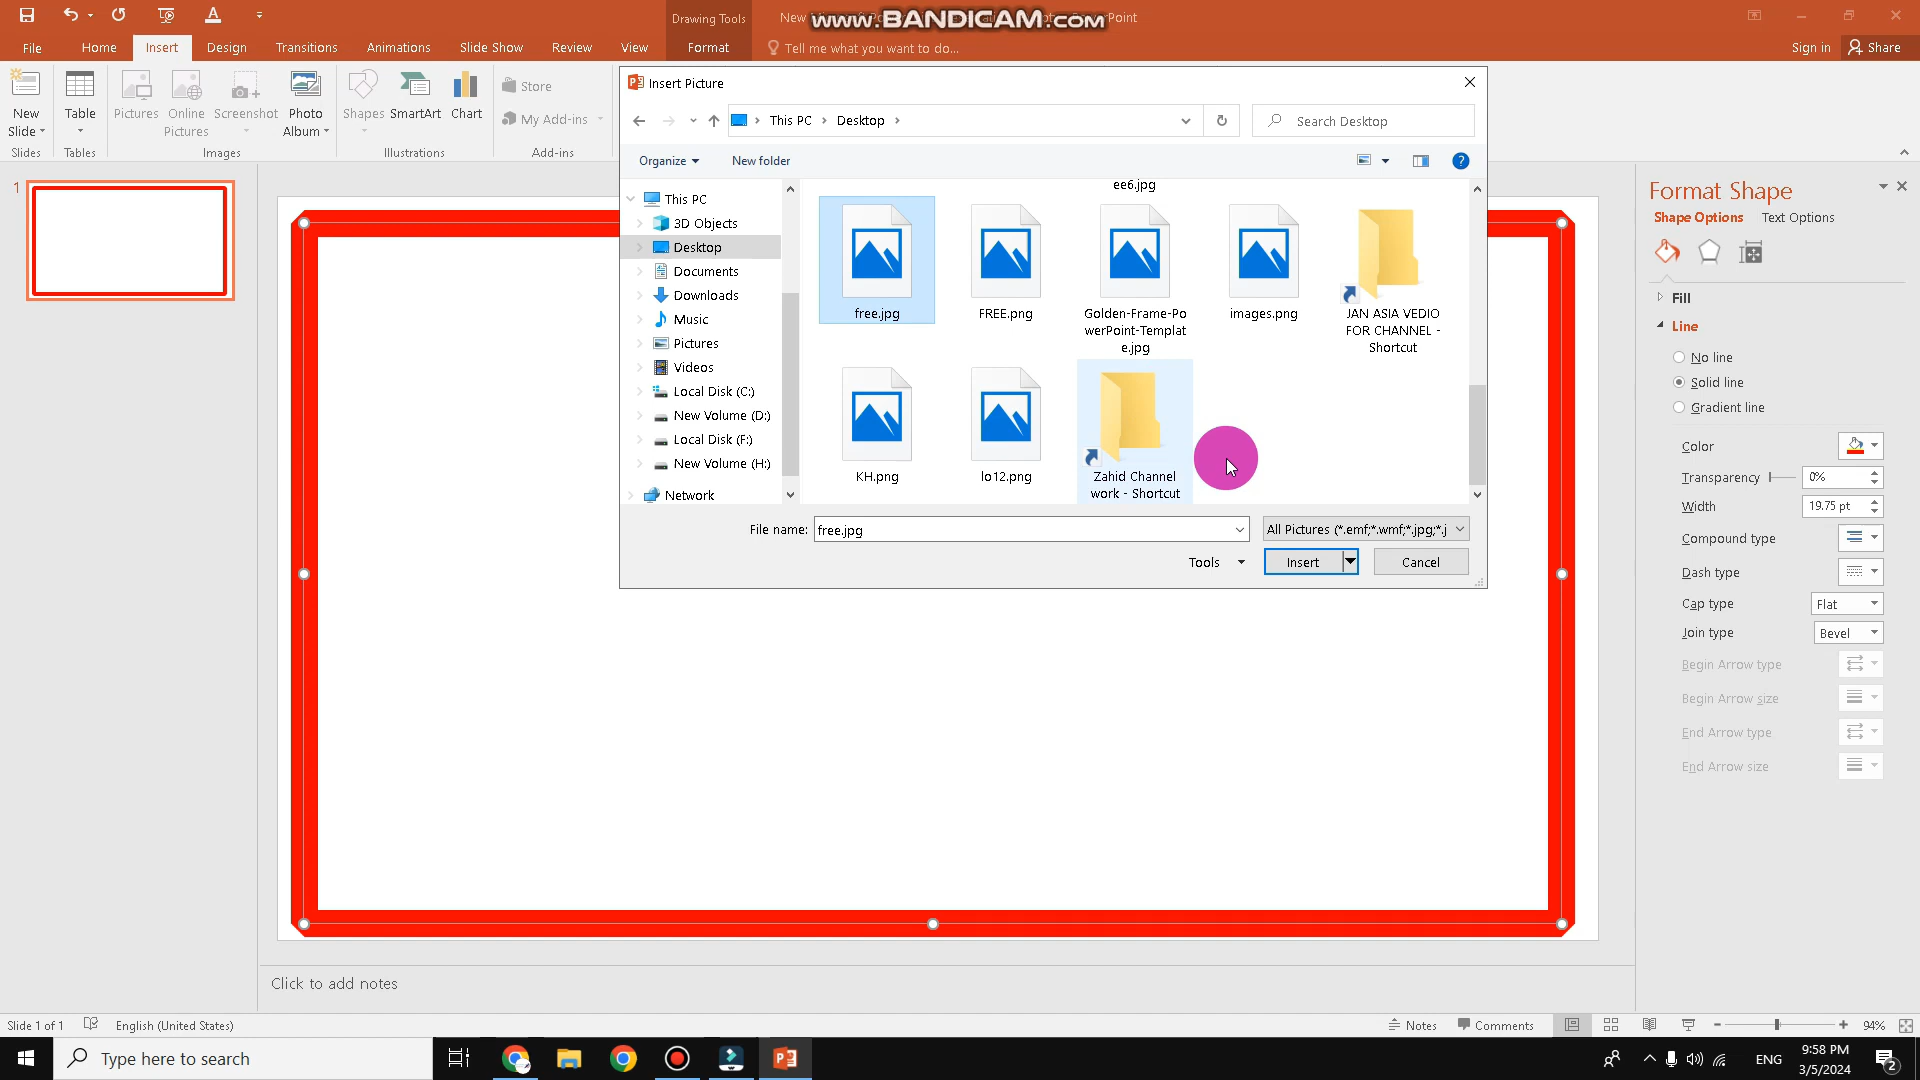 Drawing Tools
www.BANDICAM.com
Point
File
Home
Insert
Design
Transitions
Animations
Slide Show
Review
View
Format
Tell me what you want to do...
Sign in
Share
New Slide
Table
Pictures
Online Pictures
Screenshot
Photo Album
Shapes
SmartArt
Chart
Store
My Add-ins
Slides
Tables
Images
Illustrations
Add-ins
Insert Picture
This PC
Desktop
Search Desktop
Organize
New folder
This PC
3D Objects
Desktop
Documents
Downloads
Music
Pictures
Videos
Local Disk (C:)
New Volume (D:)
Local Disk (F:)
New Volume (H:)
Network
ee6.jpg
free.jpg
FREE.png
Golden-Frame-Po
werPoint-Templat
e.jpg
images.png
JAN ASIA VEDIO
FOR CHANNEL -
Shortcut
KH.png
lo12.png
Zahid Channel
work - Shortcut
File name:
free.jpg
All Pictures (*.emf;*.wmf;*.jpg;*.j
Tools
Insert
Cancel
1
Format Shape
Shape Options
Text Options
Fill
Line
No line
Solid line
Gradient line
Color
Transparency
0%
Width
19.75 pt
Compound type
Dash type
Cap type
Flat
Join type
Bevel
Begin Arrow type
Begin Arrow size
End Arrow type
End Arrow size
Click to add notes
Slide 1 of 1
English (United States)
Notes
Comments
94%
Type here to search
ENG
9:58 PM
3/5/2024
2